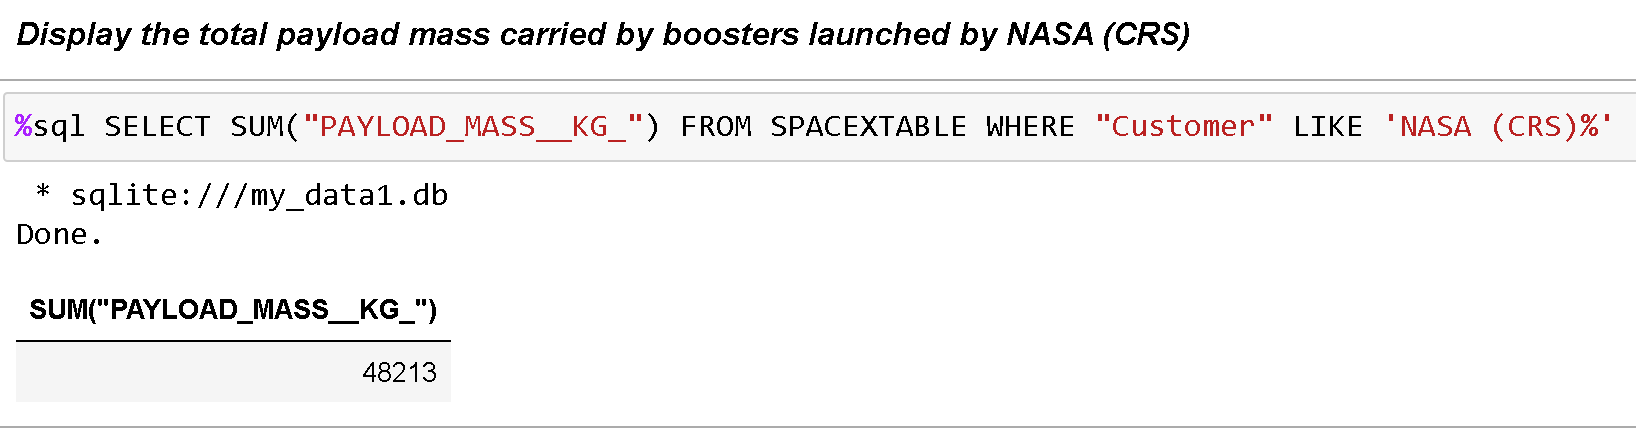 Display the total payload mass carried by boosters launched by NASA (CRS)
%sql SELECT SUM("PAYLOAD_MASS__KG_") FROM SPACEXTABLE WHERE "Customer" LIKE 'NASA (CRS)%'
* sqlite:///my_data1.db
Done.
SUM("PAYLOAD_MASS__KG_")
48213